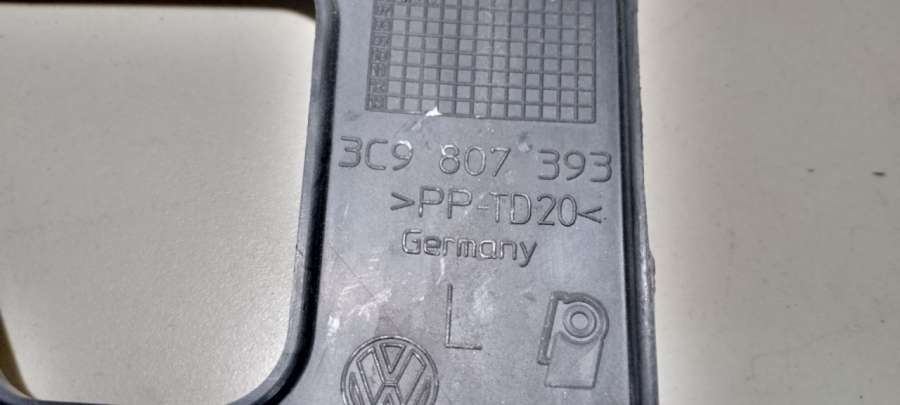 3C9 807 393
>PP-TD20<
Germany
L